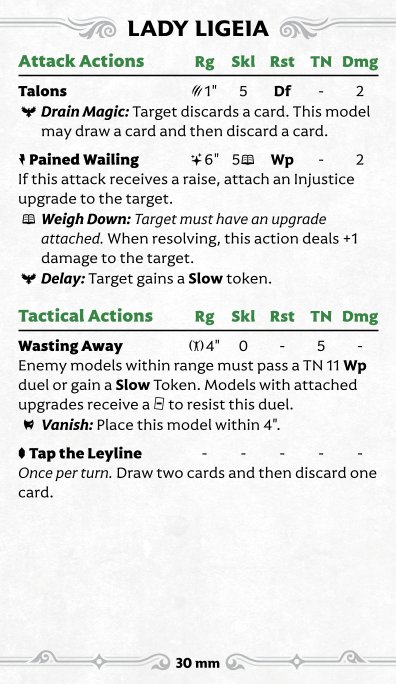 LADY LIGEIA
Attack Actions Rg Skl Rst TN Dmg
Talons 1" 5 Df - 2
Drain Magic: Target discards a card. This model
may draw a card and then discard a card.
Pained Wailing 6" 5 Wp - 2
If this attack receives a raise, attach an Injustice
upgrade to the target.
Weigh Down: Target must have an upgrade
attached. When resolving, this action deals +1
damage to the target.
Delay: Target gains a Slow token.
Tactical Actions Rg Skl Rst TN Dmg
Wasting Away 4" 0 - 5 -
Enemy models within range must pass a TN 11 Wp
duel or gain a Slow Token. Models with attached
upgrades receive a to resist this duel.
Vanish: Place this model within 4".
Tap the Leyline - - - - -
Once per turn. Draw two cards and then discard one
card.
30 mm